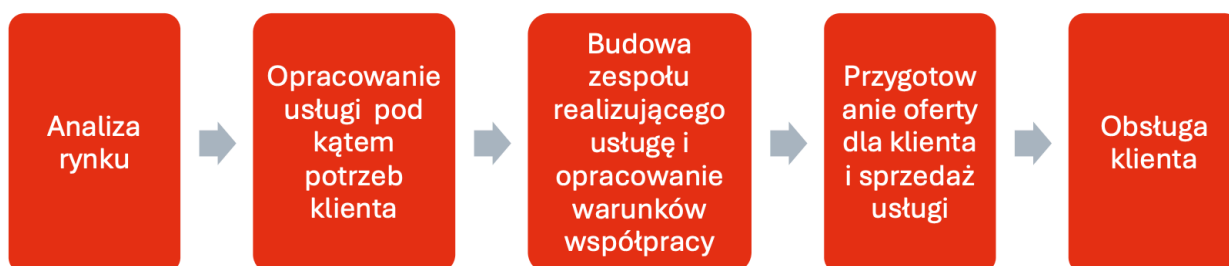 Analiza
rynku
Opracowanie
usługi pod
kątem
potrzeb
klienta
Budowa
zespołu
realizującego
usługę i
opracowanie
warunków
współpracy
Przygotow
anie oferty
dla klienta
i sprzedaż
usługi
Obsługa
klienta